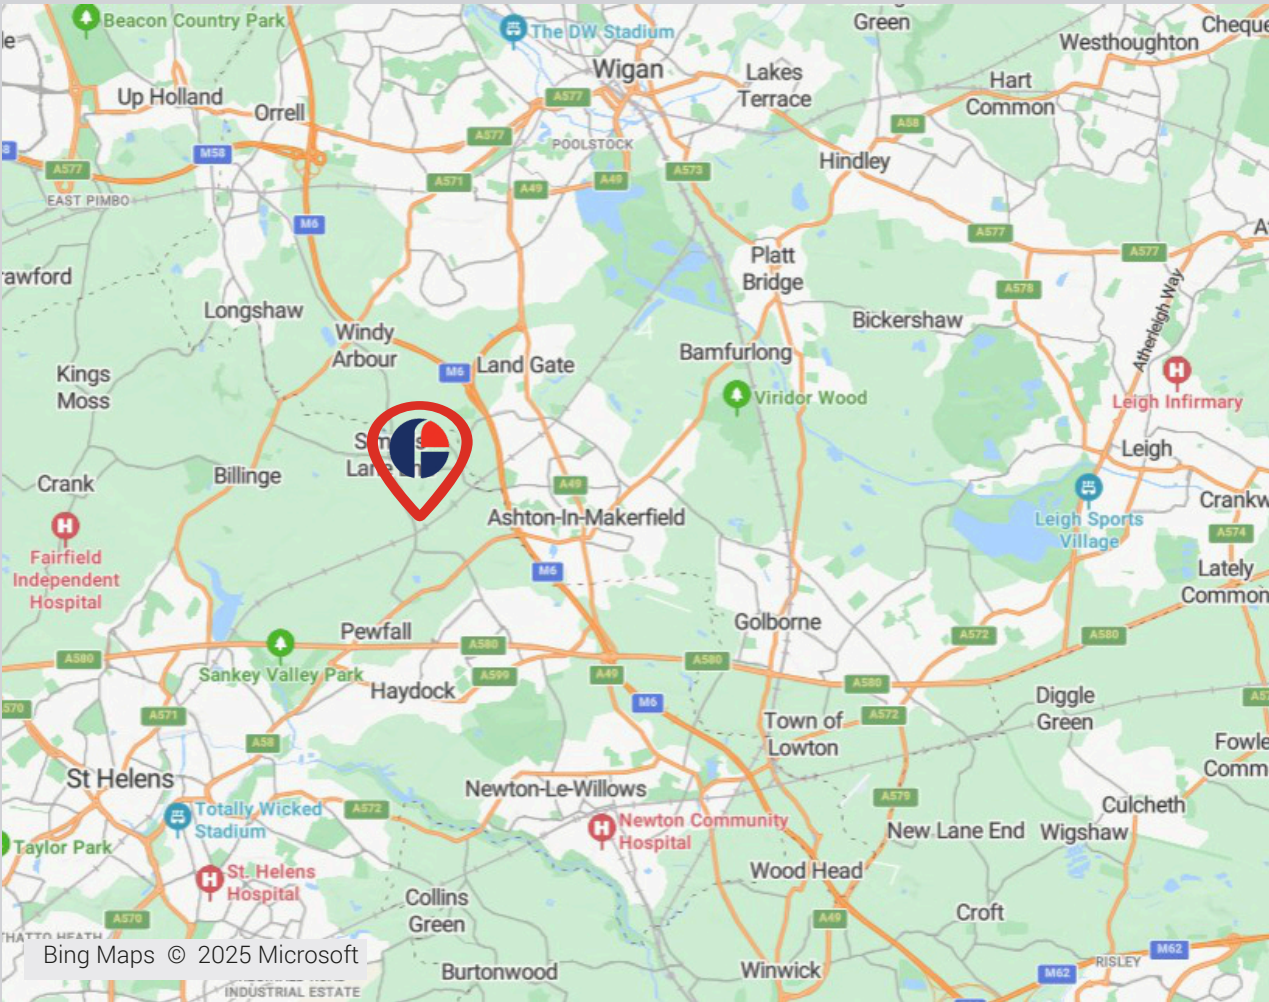 Beacon Country Park
The DW Stadium
Green
Westhoughton
Wigan
Lakes
Terrace
Hart
Common
Up Holland
Orrell
A577
A577
A58
POOLSTOCK
M58
A577
A571
A49
A49
A573
Hindley
EAST PIMBO
M6
A577
A577
Platt
Bridge
A578
Atherleigh Way
Longshaw
Windy
Arbour
Bickershaw
M6
Land Gate
Bamfurlong
Kings
Moss
Viridor Wood
Leigh Infirmary
Leigh
Billinge
Crank
A49
Ashton-In-Makerfield
Leigh Sports
Village
A574
Fairfield
Independent
Hospital
M6
Lately
Common
Pewfall
Golborne
A572
A580
A580
A580
A580
Sankey Valley Park
A599
A49
A580
Haydock
M6
Diggle
Green
A571
A572
Town of
Lowton
A58
St Helens
Newton-Le-Willows
A579
Culcheth
Totally Wicked
Stadium
A572
Newton Community
Hospital
New Lane End
Wigshaw
Taylor Park
St. Helens
Hospital
Wood Head
Collins
Green
Croft
A570
A49
Bing Maps © 2025 Microsoft
Burtonwood
Winwick
M62
RISLEY
M62
INDUSTRIAL ESTATE